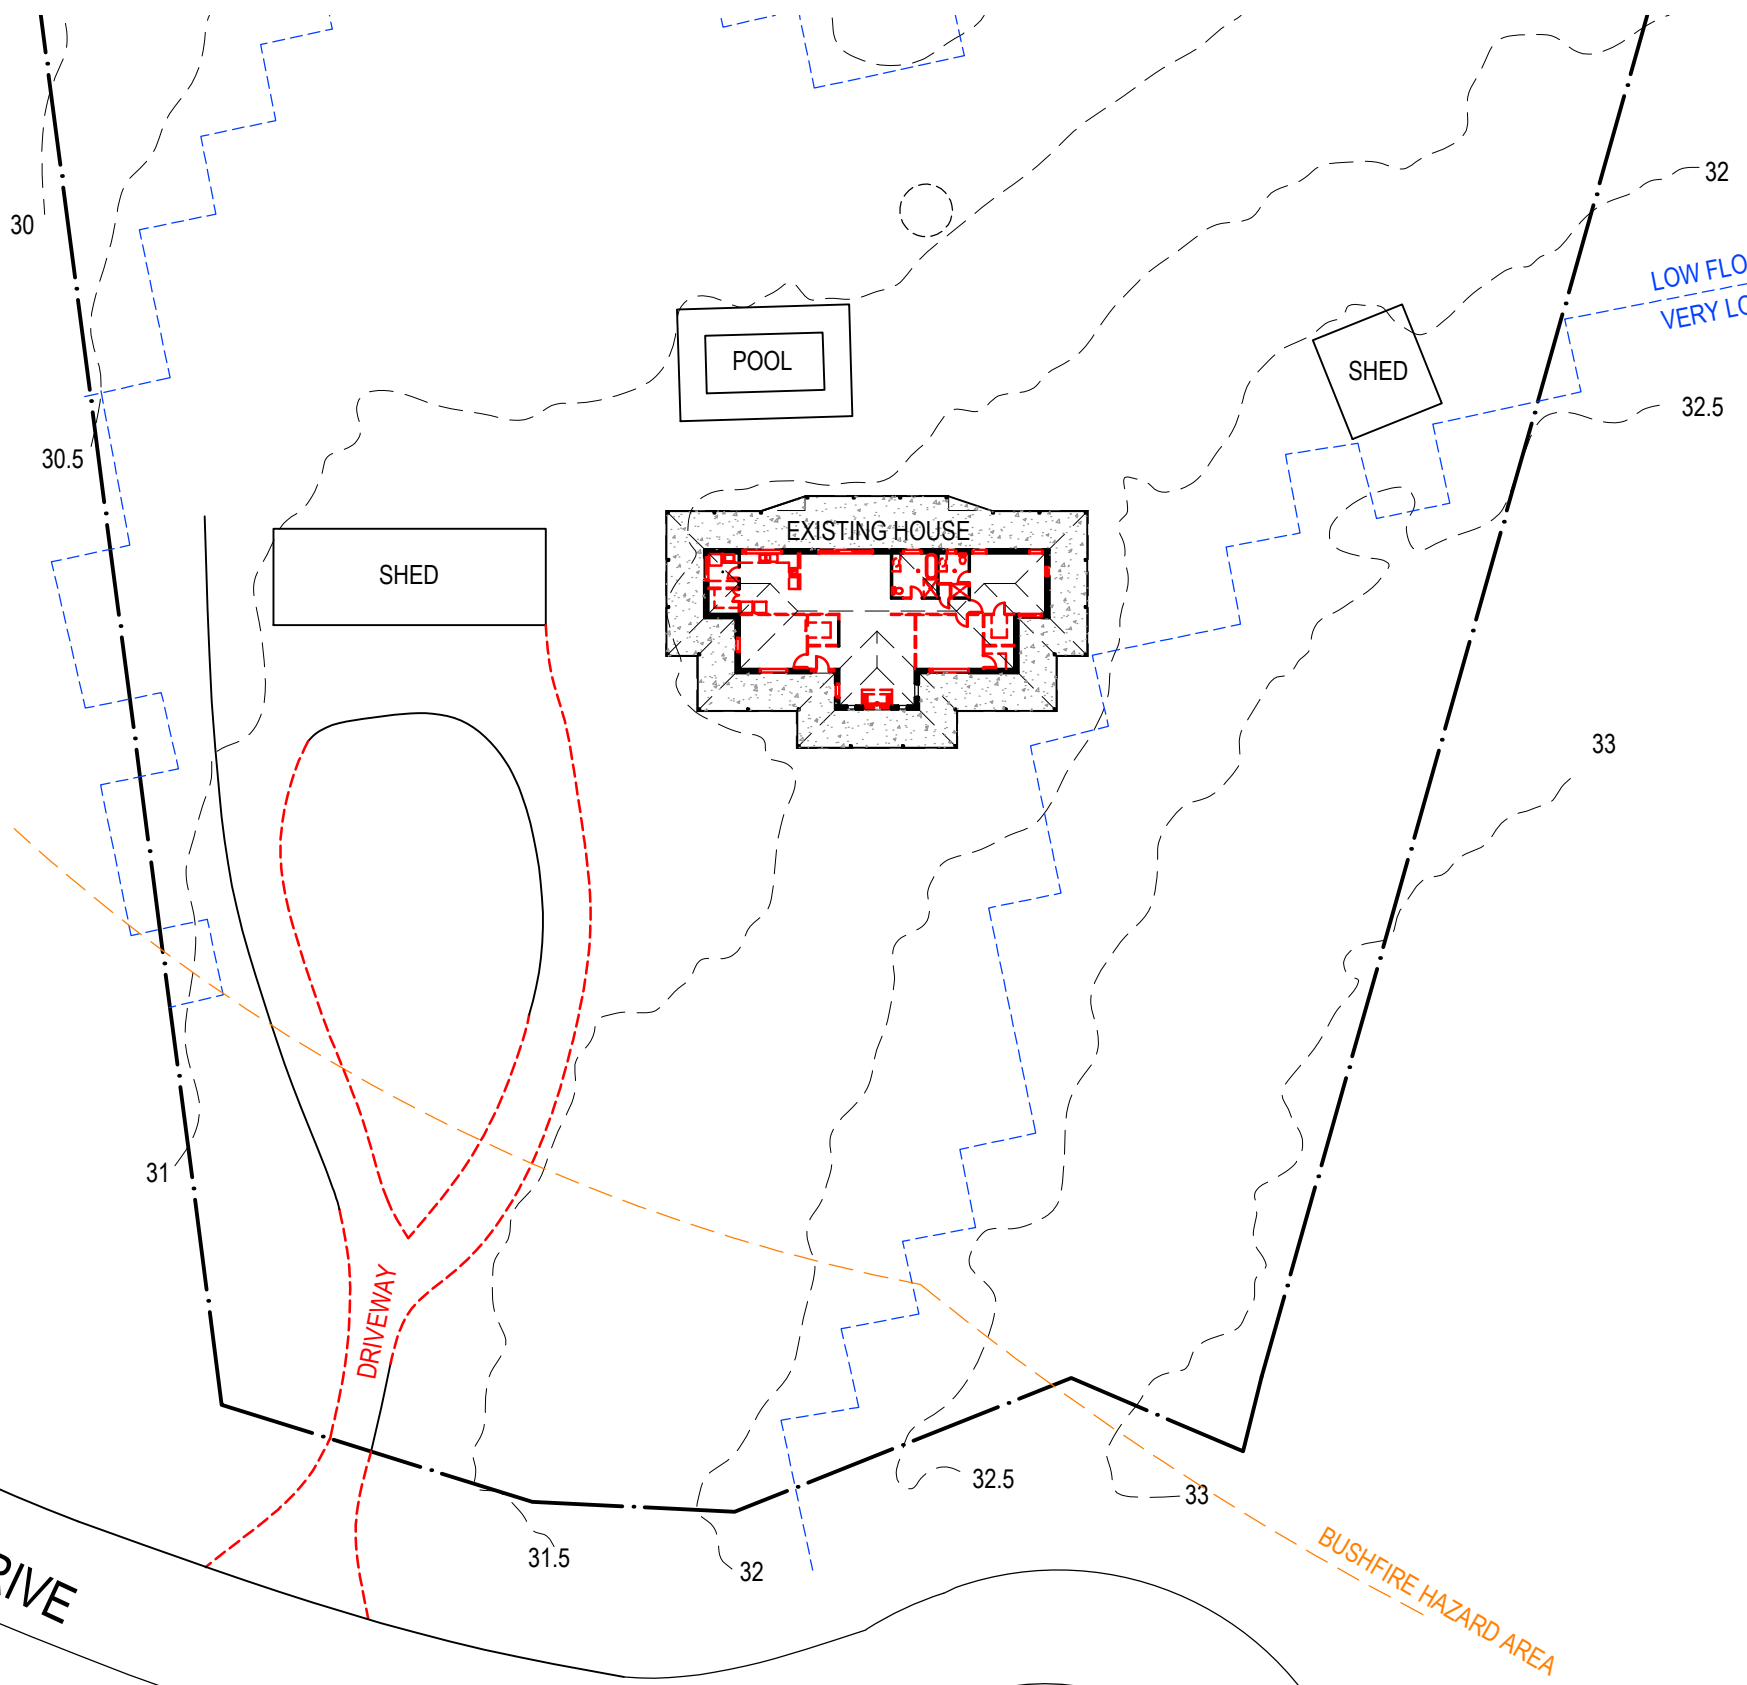 32
30
LOW FLO
VERY LO
POOL
SHED
32.5
30.5
EXISTING HOUSE
SHED
33
31
DRIVEWAY
32.5
33
31.5
32
BUSHFIRE HAZARD AREA
RIVE